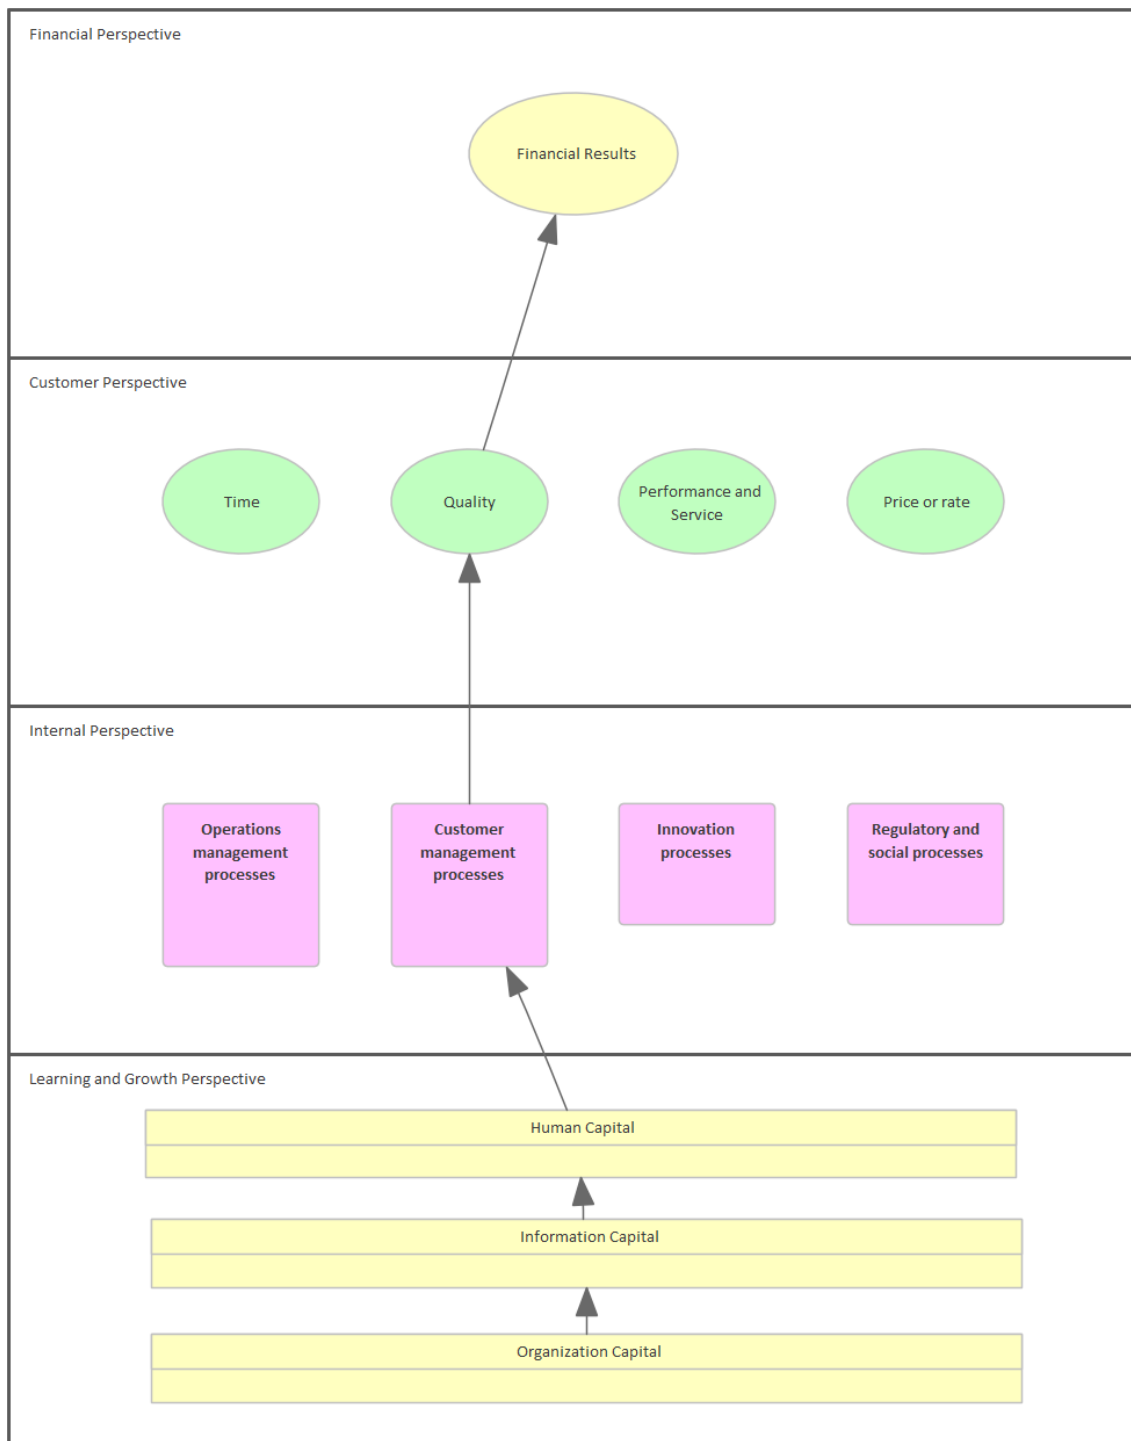 Financial Perspective
Financial Results
Customer Perspective
Time
Quality
Performance and
Service
Price or rate
Internal Perspective
Operations
management
processes
Customer
management
processes
Innovation
processes
Regulatory and
social processes
Learning and Growth Perspective
Human Capital
Information Capital
Organization Capital